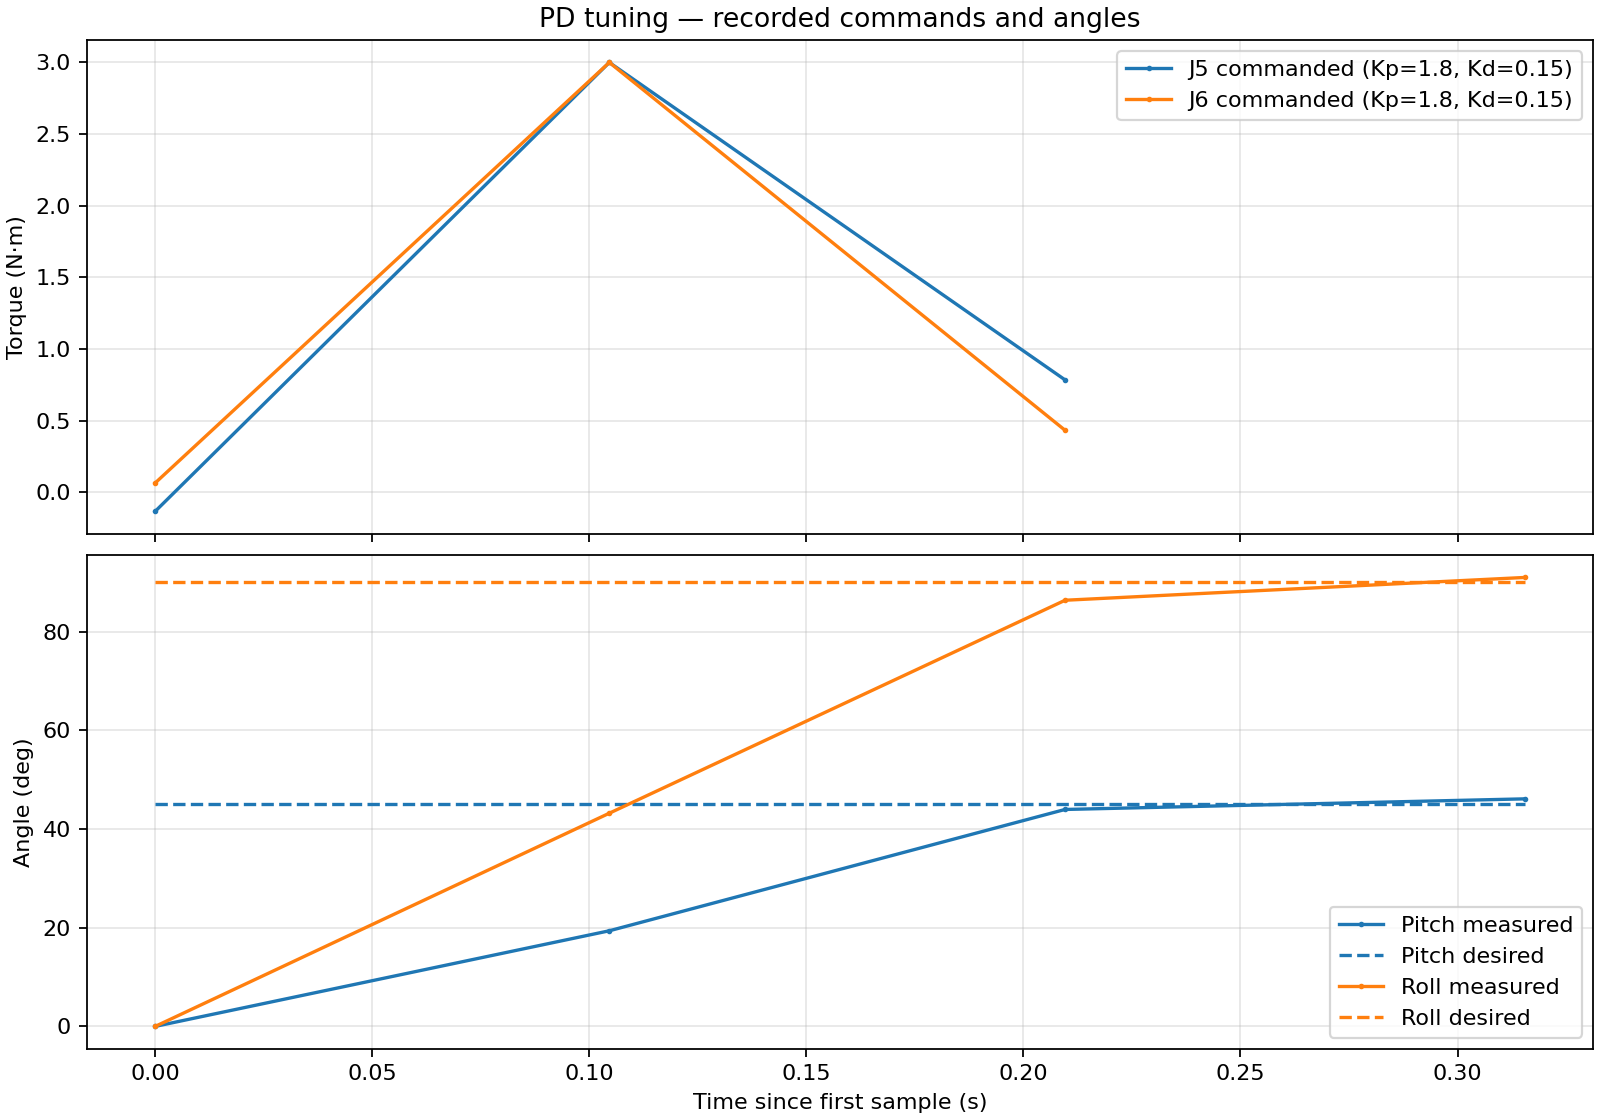 PD tuning — recorded commands and angles
3.0
2.5
2.0
1.5
1.0
0.5
0.0
Torque (N·m)
J5 commanded (Kp=1.8, Kd=0.15)
J6 commanded (Kp=1.8, Kd=0.15)
80
60
40
20
0
Angle (deg)
Pitch measured
Pitch desired
Roll measured
Roll desired
0.00 0.05 0.10 0.15 0.20 0.25 0.30
Time since first sample (s)